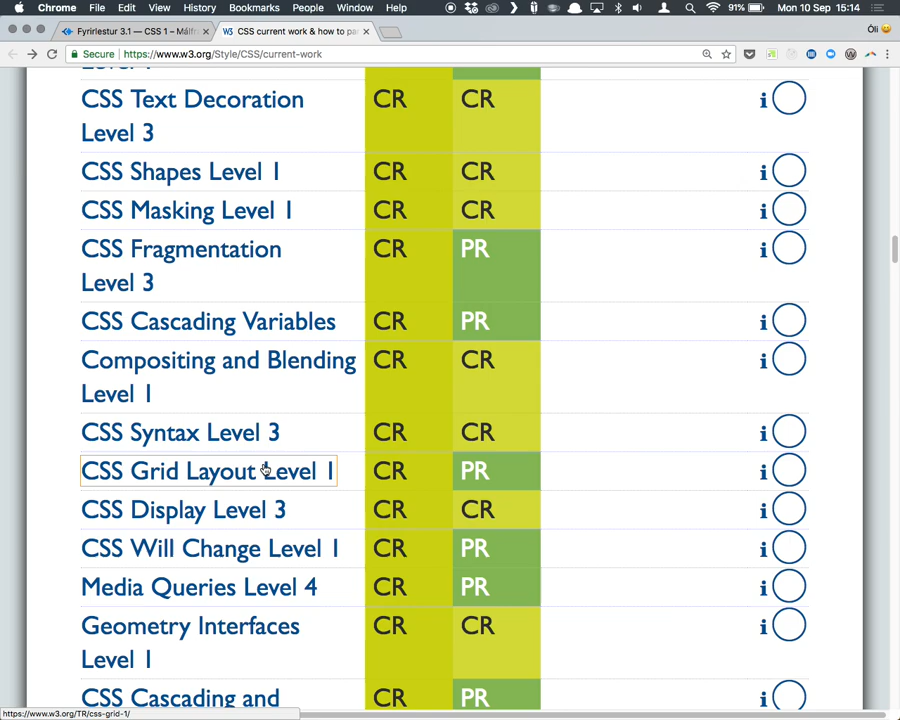 Chrome File Edit View History Bookmarks People Window Help 91% Mon 10 Sep 15:14
Fyrirlestur 3.1 — CSS 1 – Málfr × CSS current work & how to pa × Óli
Secure https://www.w3.org/Style/CSS/current-work
CSS Text Decoration CR CR i
Level 3
CSS Shapes Level 1 CR CR i
CSS Masking Level 1 CR CR i
CSS Fragmentation CR PR i
Level 3
CSS Cascading Variables CR PR i
Compositing and Blending CR CR i
Level 1
CSS Syntax Level 3 CR CR i
CSS Grid Layout Level 1 CR PR i
CSS Display Level 3 CR CR i
CSS Will Change Level 1 CR PR i
Media Queries Level 4 CR PR i
Geometry Interfaces CR CR i
Level 1
CSS Cascading and CR PR i
https://www.w3.org/TR/css-grid-1/